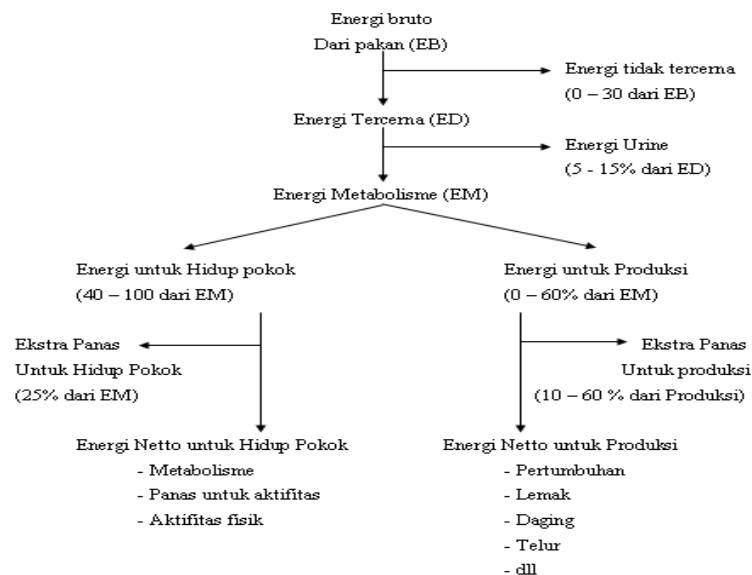 Energi bruto
Dari pakan (EB)
Energi tidak tercerna
(0 – 30 dari EB)
Energi Tercerna (ED)
Energi Urine
(5 - 15% dari ED)
Energi Metabolisme (EM)
Energi untuk Hidup pokok
(40 – 100 dari EM)
Energi untuk Produksi
(0 – 60% dari EM)
Ekstra Panas
Untuk Hidup Pokok
(25% dari EM)
Ekstra Panas
Untuk produksi
(10 – 60 % dari Produksi)
Energi Netto untuk Hidup Pokok
- Metabolisme
- Panas untuk aktifitas
- Aktifitas fisik
Energi Netto untuk Produksi
- Pertumbuhan
- Lemak
- Daging
- Telur
- dll